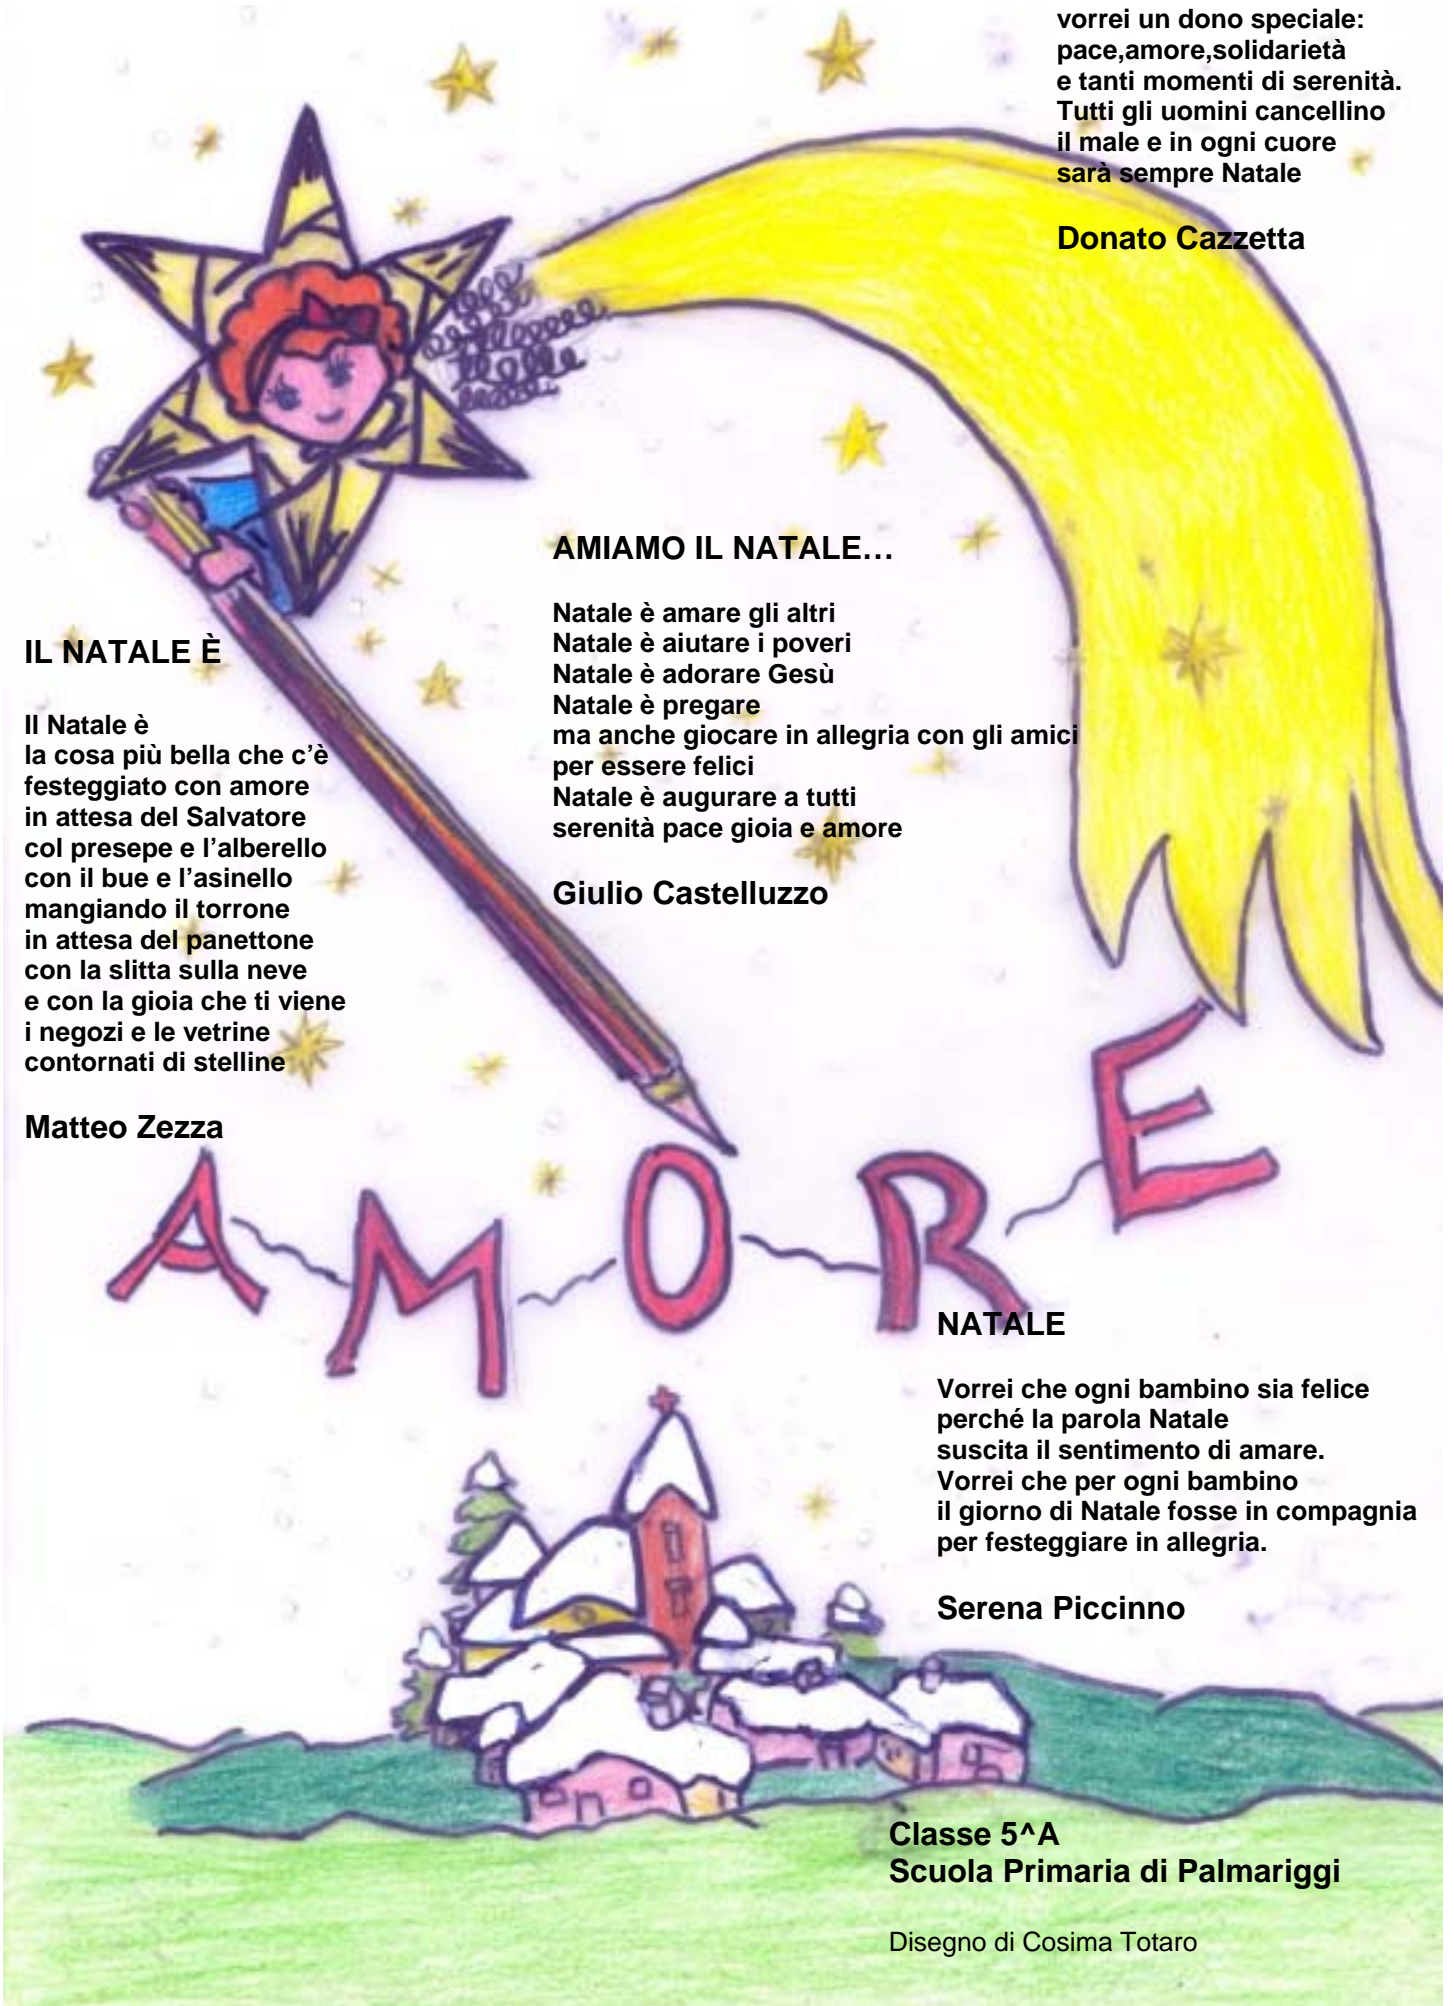 vorrei un dono speciale:
pace,amore,solidarietà
e tanti momenti di serenità.
Tutti gli uomini cancellino
il male e in ogni cuore
sarà sempre Natale
Donato Cazzetta
AMIAMO IL NATALE…
Natale è amare gli altri
Natale è aiutare i poveri
Natale è adorare Gesù
Natale è pregare
ma anche giocare in allegria con gli amici
per essere felici
Natale è augurare a tutti
serenità pace gioia e amore
Giulio Castelluzzo
IL NATALE È
Il Natale è
la cosa più bella che c’è
festeggiato con amore
in attesa del Salvatore
col presepe e l’alberello
con il bue e l’asinello
mangiando il torrone
in attesa del panettone
con la slitta sulla neve
e con la gioia che ti viene
i negozi e le vetrine
contornati di stelline
Matteo Zezza
AMORE
NATALE
Vorrei che ogni bambino sia felice
perché la parola Natale
suscita il sentimento di amare.
Vorrei che per ogni bambino
il giorno di Natale fosse in compagnia
per festeggiare in allegria.
Serena Piccinno
Classe 5^A
Scuola Primaria di Palmariggi
Disegno di Cosima Totaro